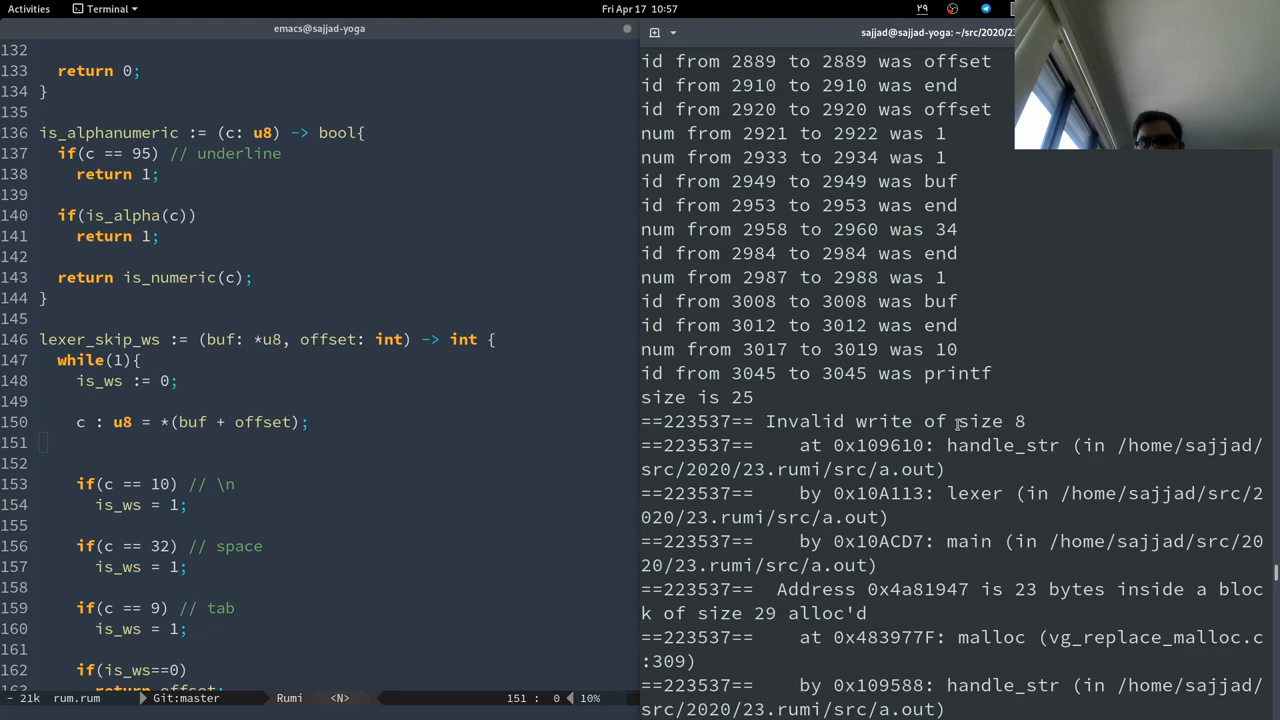 Activities
Terminal
Fri Apr 17 10:57
۲۹
emacs@sajjad-yoga
sajjad@sajjad-yoga: ~/src/2020/23
132
133 return 0;
134 }
135
136 is_alphanumeric := (c: u8) -> bool{
137 if(c == 95) // underline
138 return 1;
139
140 if(is_alpha(c))
141 return 1;
142
143 return is_numeric(c);
144 }
145
146 lexer_skip_ws := (buf: *u8, offset: int) -> int {
147 while(1){
148 is_ws := 0;
149
150 c : u8 = *(buf + offset);
151
152
153 if(c == 10) // \n
154 is_ws = 1;
155
156 if(c == 32) // space
157 is_ws = 1;
158
159 if(c == 9) // tab
160 is_ws = 1;
161
162 if(is_ws==0)
163 return offset;
- 21k rum.rum Git:master Rumi <N> 151 : 0 10%
id from 2889 to 2889 was offset
id from 2910 to 2910 was end
id from 2920 to 2920 was offset
num from 2921 to 2922 was 1
num from 2933 to 2934 was 1
id from 2949 to 2949 was buf
id from 2953 to 2953 was end
num from 2958 to 2960 was 34
id from 2984 to 2984 was end
num from 2987 to 2988 was 1
id from 3008 to 3008 was buf
id from 3012 to 3012 was end
num from 3017 to 3019 was 10
id from 3045 to 3045 was printf
size is 25
==223537== Invalid write of size 8
==223537== at 0x109610: handle_str (in /home/sajjad/
src/2020/23.rumi/src/a.out)
==223537== by 0x10A113: lexer (in /home/sajjad/src/2
020/23.rumi/src/a.out)
==223537== by 0x10ACD7: main (in /home/sajjad/src/20
20/23.rumi/src/a.out)
==223537== Address 0x4a81947 is 23 bytes inside a bloc
k of size 29 alloc'd
==223537== at 0x483977F: malloc (vg_replace_malloc.c
:309)
==223537== by 0x109588: handle_str (in /home/sajjad/
src/2020/23.rumi/src/a.out)